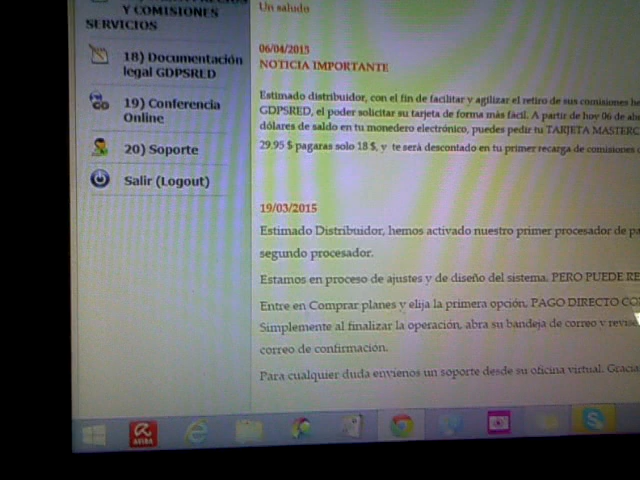 Y COMISIONES
SERVICIOS
18) Documentación
legal GDPSRED
19) Conferencia
Online
20) Soporte
Salir (Logout)
Un saludo
06/04/2015
NOTICIA IMPORTANTE
Estimado distribuidor, con el fin de facilitar y agilizar el retiro de sus comisiones
GDPSRED, el poder solicitar su tarjeta de forma más fácil. A partir de hoy 06 de
dólares de saldo en tu monedero electrónico, puedes pedir tu TARJETA
29.95 $ pagaras solo 18 $, y te será descontado en tu primer recarga de comisiones
19/03/2015
Estimado Distribuidor, hemos activado nuestro primer procesador de
segundo procesador.
Estamos en proceso de ajustes y de diseño del sistema, PERO PUEDE
Entre en Comprar planes y elija la primera opción, PAGO DIRECTO
Simplemente al finalizar la operación, abra su bandeja de correo y
correo de confirmación.
Para cualquier duda envienos un soporte desde su oficina virtual.
AVIRA